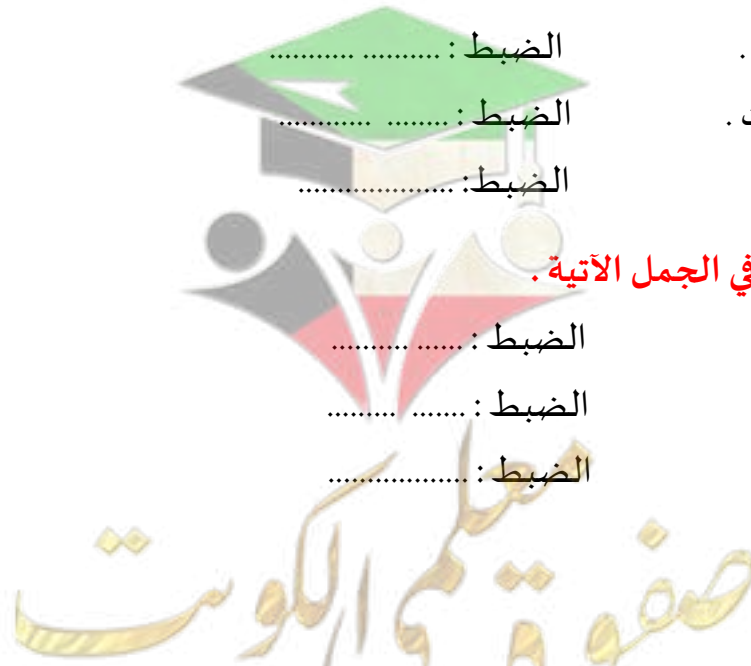 . الضبط : .......... ...........
. الضبط : ........ ............
الضبط: ...................
في الجمل الآتية .
الضبط : ...... ..........
الضبط : ....... .........
الضبط : ..................
معلم
صفوة الكويت